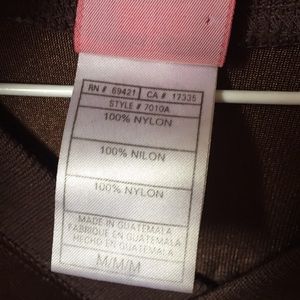 RN # 69421 CA # 17335
STYLE # 7010A
100% NYLON
100% NILON
100% NYLON
MADE IN GUATEMALA
FABRIQUE EN GUATEMALA
HECHO EN GUATEMALA
M/M/M